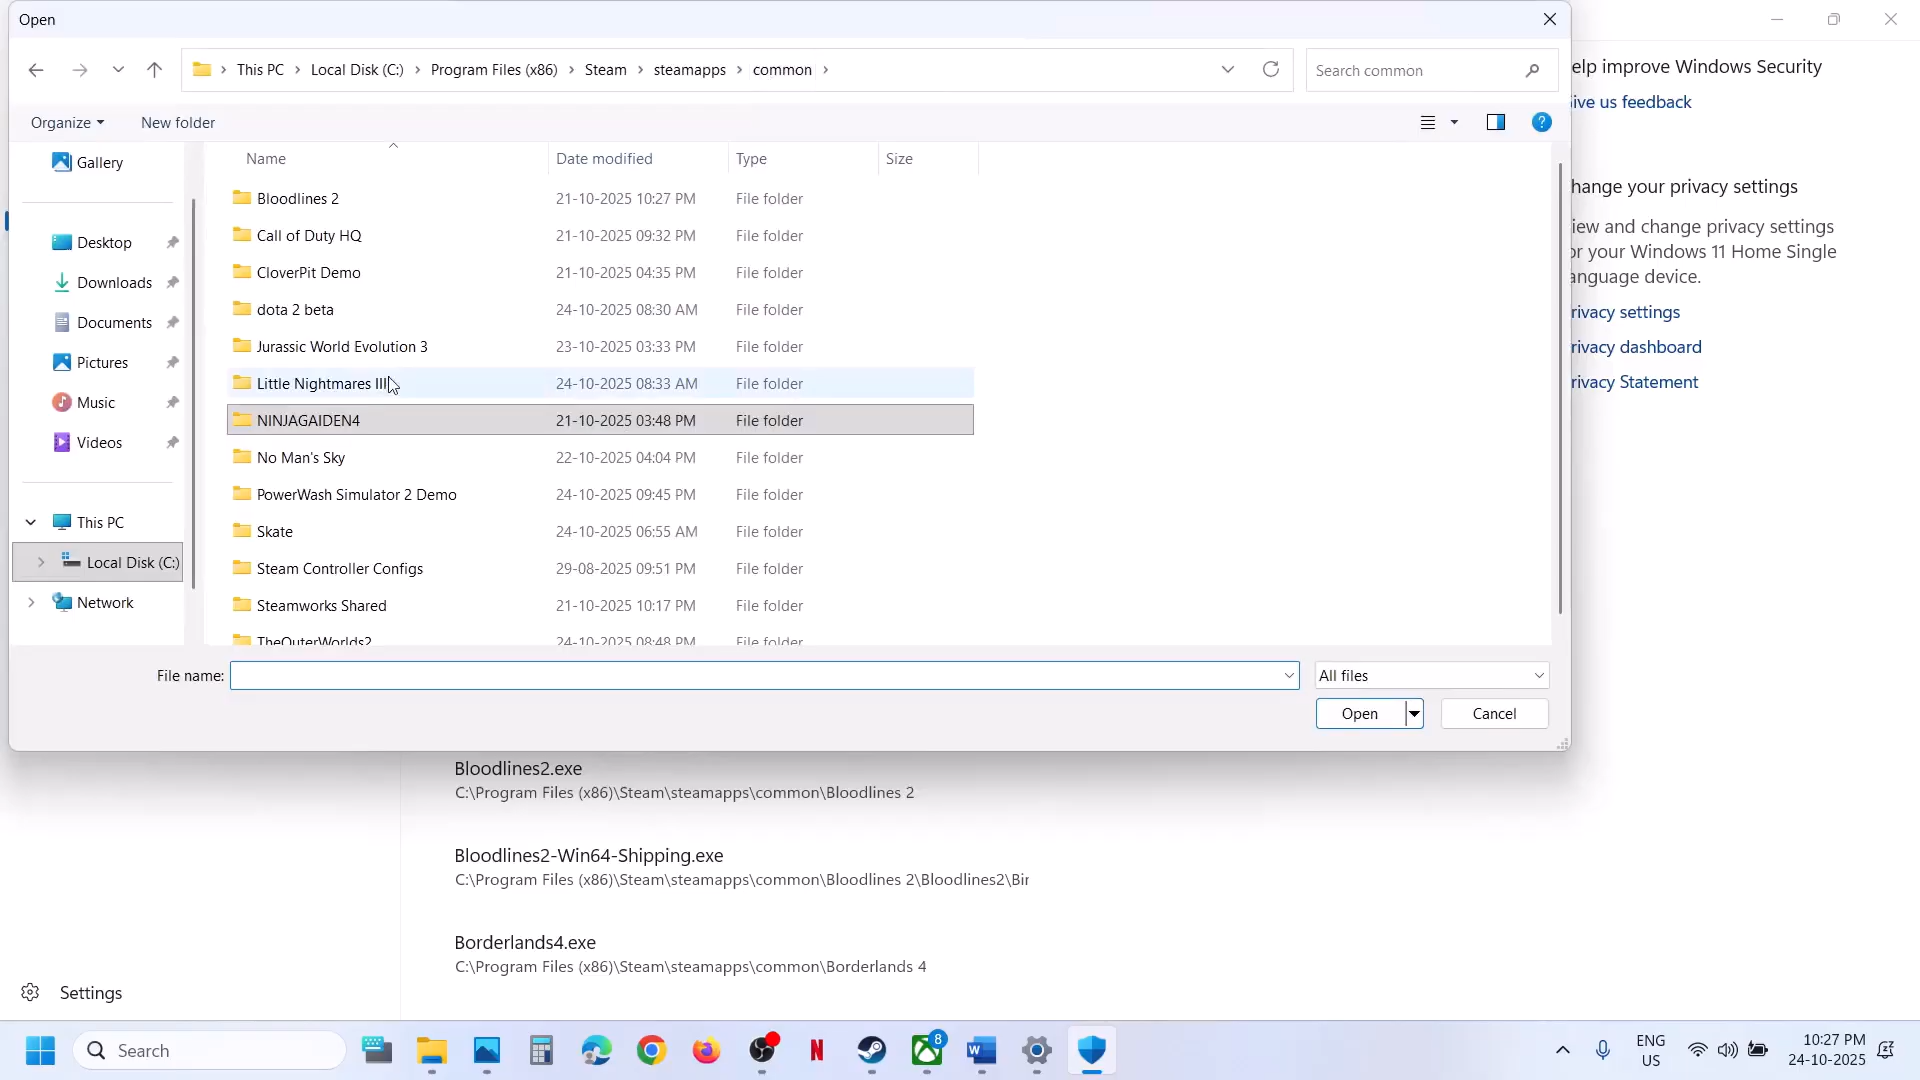 Open
This PC
Local Disk (C:)
Program Files (x86)
Steam
steamapps
common
Search common
Organize
New folder
Name
Date modified
Type
Size
Gallery
Desktop
Downloads
Documents
Pictures
Music
Videos
This PC
Local Disk (C:)
Network
Bloodlines 2 21-10-2025 10:27 PM File folder
Call of Duty HQ 21-10-2025 09:32 PM File folder
CloverPit Demo 21-10-2025 04:35 PM File folder
dota 2 beta 24-10-2025 08:30 AM File folder
Jurassic World Evolution 3 23-10-2025 03:33 PM File folder
Little Nightmares III 24-10-2025 08:33 AM File folder
NINJAGAIDEN4 21-10-2025 03:48 PM File folder
No Man's Sky 22-10-2025 04:04 PM File folder
PowerWash Simulator 2 Demo 24-10-2025 09:45 PM File folder
Skate 24-10-2025 06:55 AM File folder
Steam Controller Configs 29-08-2025 09:51 PM File folder
Steamworks Shared 21-10-2025 10:17 PM File folder
TheOuterWorlds2 24-10-2025 08:48 PM File folder
File name:
All files
Open
Cancel
elp improve Windows Security
ive us feedback
hange your privacy settings
iew and change privacy settings
or your Windows 11 Home Single
anguage device.
rivacy settings
rivacy dashboard
rivacy Statement
Bloodlines2.exe
C:\Program Files (x86)\Steam\steamapps\common\Bloodlines 2
Bloodlines2-Win64-Shipping.exe
C:\Program Files (x86)\Steam\steamapps\common\Bloodlines 2\Bloodlines2\Bir
Borderlands4.exe
C:\Program Files (x86)\Steam\steamapps\common\Borderlands 4
Settings
Search
8
ENG
US
10:27 PM
24-10-2025